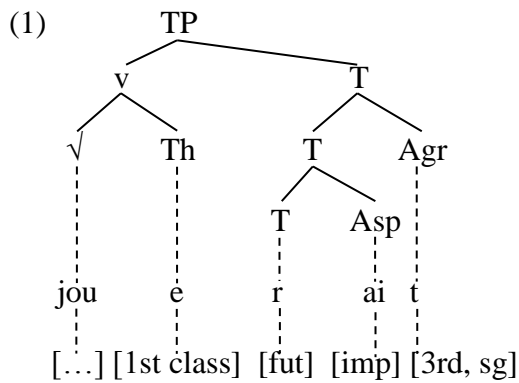 (1) TP
v T
√ Th T Agr
T Asp
jou e r ai t
[…] [1st class] [fut] [imp] [3rd, sg]